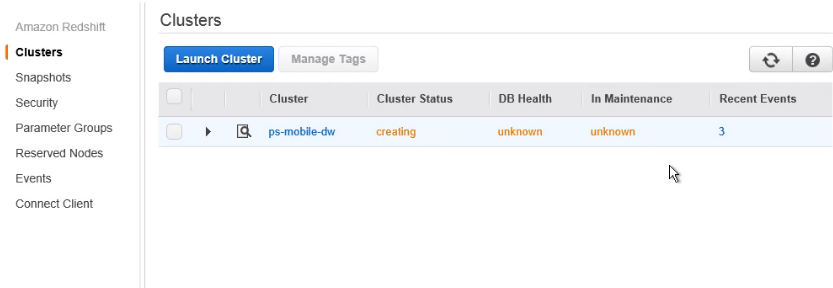 Amazon Redshift
Clusters
Snapshots
Security
Parameter Groups
Reserved Nodes
Events
Connect Client
Clusters
Launch Cluster Manage Tags
Cluster Cluster Status DB Health In Maintenance Recent Events
ps-mobile-dw creating unknown unknown 3